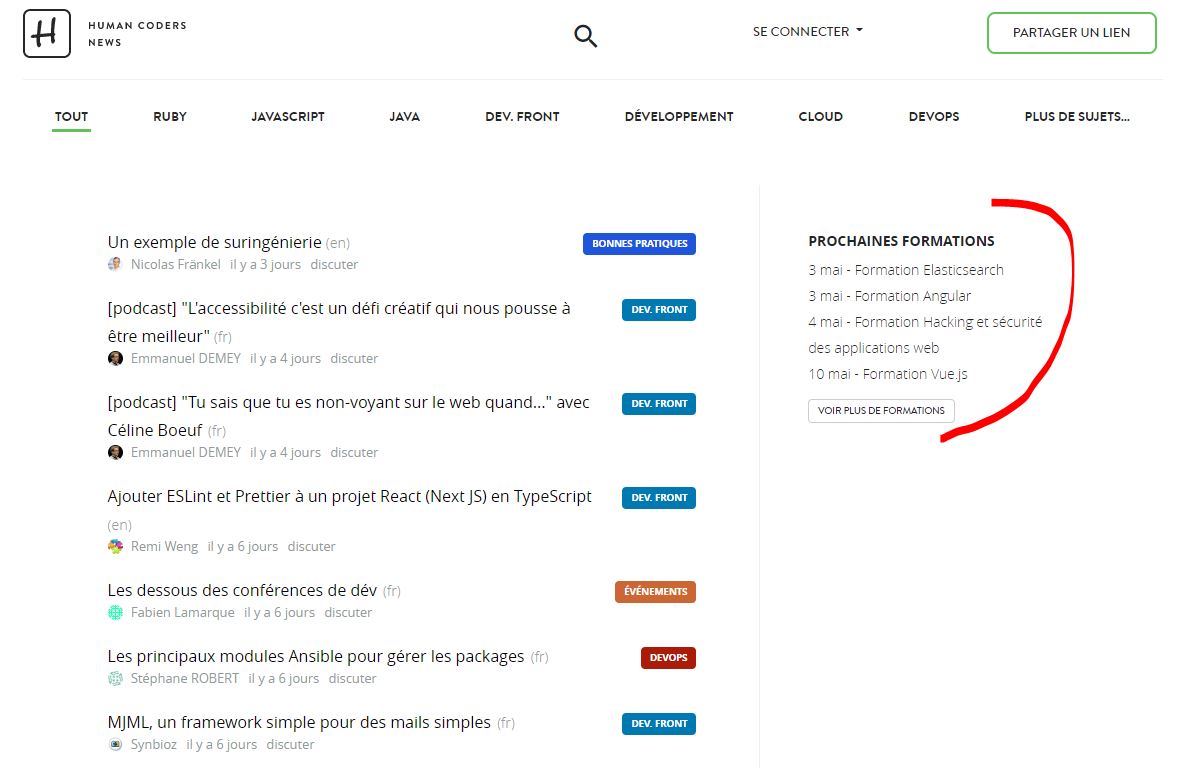 HUMAN CODERS
NEWS
SE CONNECTER
PARTAGER UN LIEN
TOUT RUBY JAVASCRIPT JAVA DEV. FRONT DÉVELOPPEMENT CLOUD DEVOPS PLUS DE SUJETS...
Un exemple de suringénierie (en)
BONNES PRATIQUES
Nicolas Fränkel il y a 3 jours discuter
[podcast] "L'accessibilité c'est un défi créatif qui nous pousse à
être meilleur" (fr)
DEV. FRONT
Emmanuel DEMEY il y a 4 jours discuter
[podcast] "Tu sais que tu es non-voyant sur le web quand..." avec
Céline Boeuf (fr)
DEV. FRONT
Emmanuel DEMEY il y a 4 jours discuter
Ajouter ESLint et Prettier à un projet React (Next JS) en TypeScript
(en)
DEV. FRONT
Remi Weng il y a 6 jours discuter
Les dessous des conférences de dév (fr)
ÉVÉNEMENTS
Fabien Lamarque il y a 6 jours discuter
Les principaux modules Ansible pour gérer les packages (fr)
DEVOPS
Stéphane ROBERT il y a 6 jours discuter
MJML, un framework simple pour des mails simples (fr)
DEV. FRONT
Synbioz il y a 6 jours discuter
PROCHAINES FORMATIONS
3 mai - Formation Elasticsearch
3 mai - Formation Angular
4 mai - Formation Hacking et sécurité
des applications web
10 mai - Formation Vue.js
VOIR PLUS DE FORMATIONS